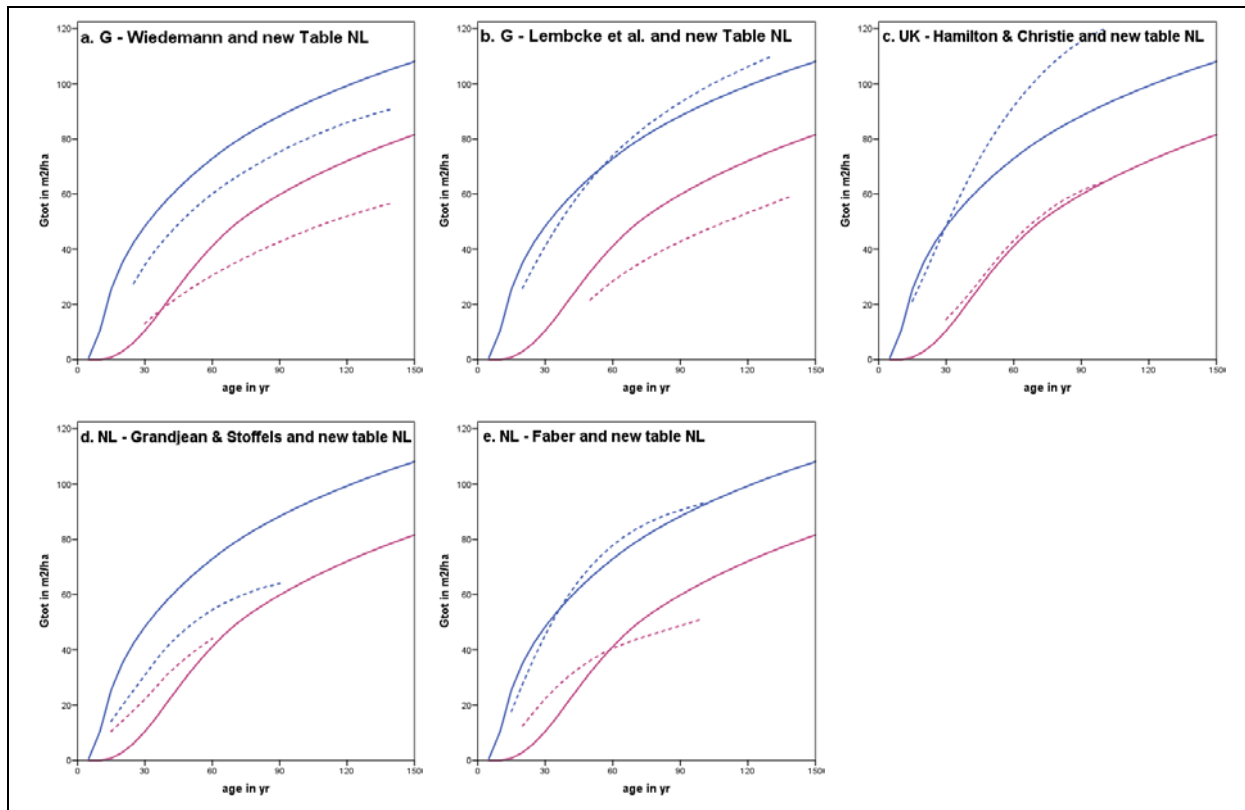 a. G - Wiedemann and new Table NL
Gtot in m2/ha
120
100
80
60
40
20
0
0 30 60 90 120 150
age in yr
b. G - Lembcke et al. and new Table NL
Gtot in m2/ha
120
100
80
60
40
20
0
0 30 60 90 120 150
age in yr
c. UK - Hamilton & Christie and new table NL
Gtot in m2/ha
120
100
80
60
40
20
0
0 30 60 90 120 150
age in yr
d. NL - Grandjean & Stoffels and new table NL
Gtot in m2/ha
120
100
80
60
40
20
0
0 30 60 90 120 150
age in yr
e. NL - Faber and new table NL
Gtot in m2/ha
120
100
80
60
40
20
0
0 30 60 90 120 150
age in yr